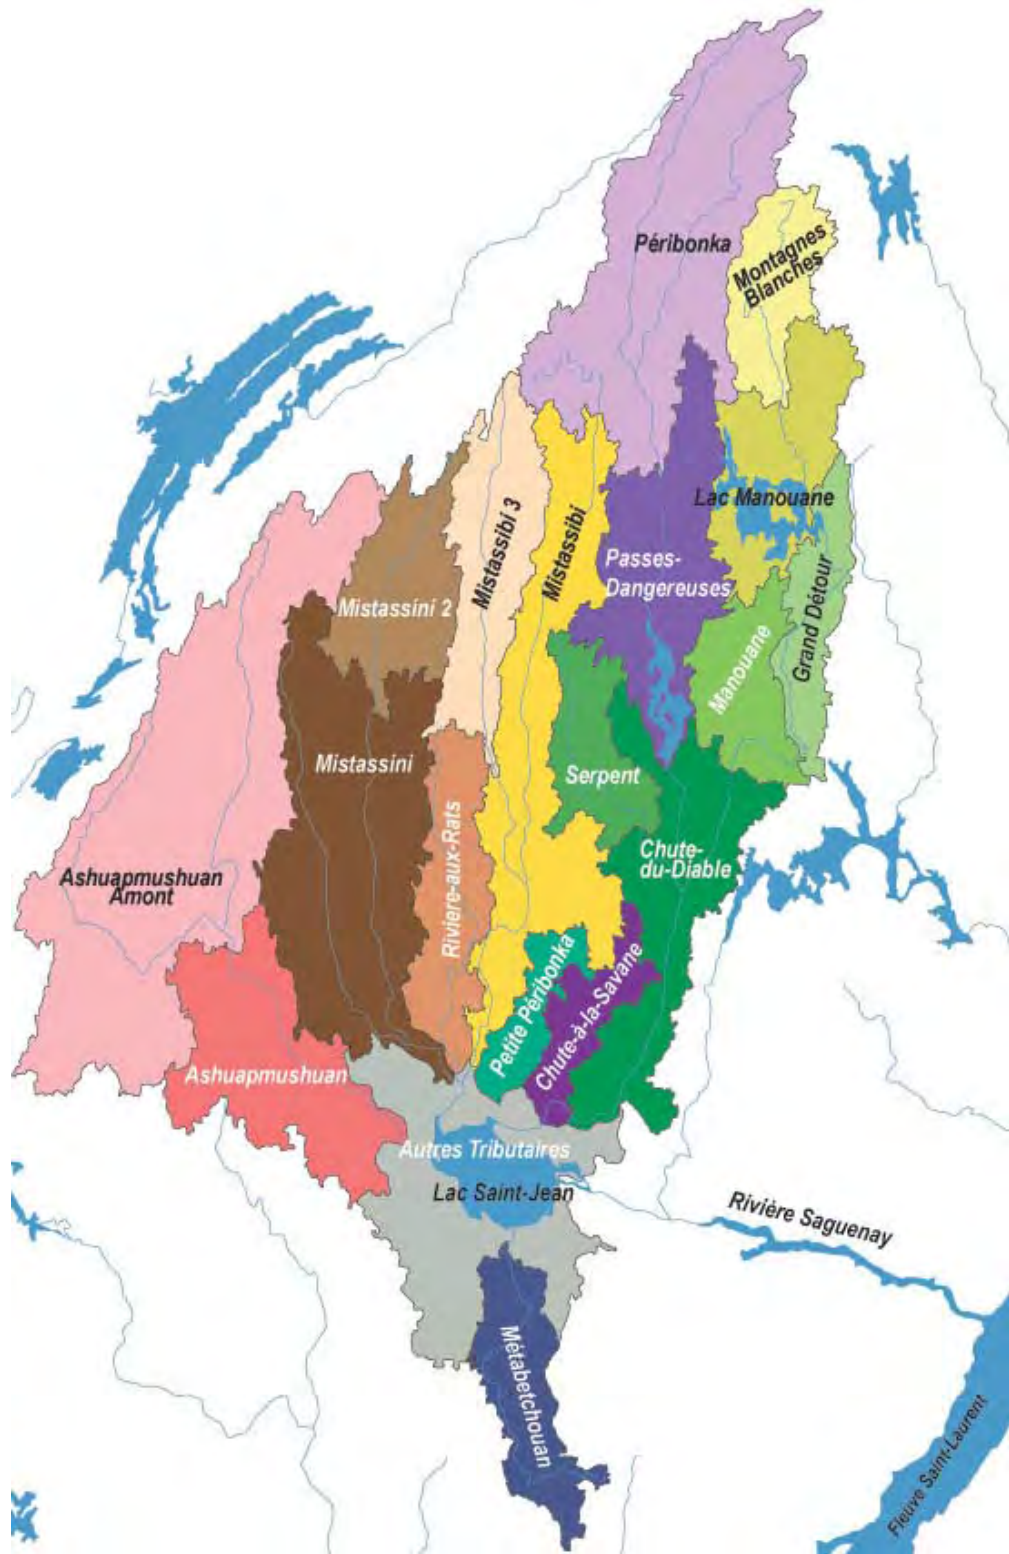 Péribonka
Montagnes
Blanches
Lac Manouane
Mistassibi 3
Mistassibi
Passes-
Dangereuses
Mistassini 2
Manouane
Grand Détour
Mistassini
Serpent
Riviere-aux-Rats
Chute-
du-Diable
Ashuapmushuan
Amont
Petite Péribonka
Chute-à-la-Savane
Ashuapmushuan
Autres Tributaires
Lac Saint-Jean
Rivière Saguenay
Métabetchouan
Fleuve Saint-Laurent